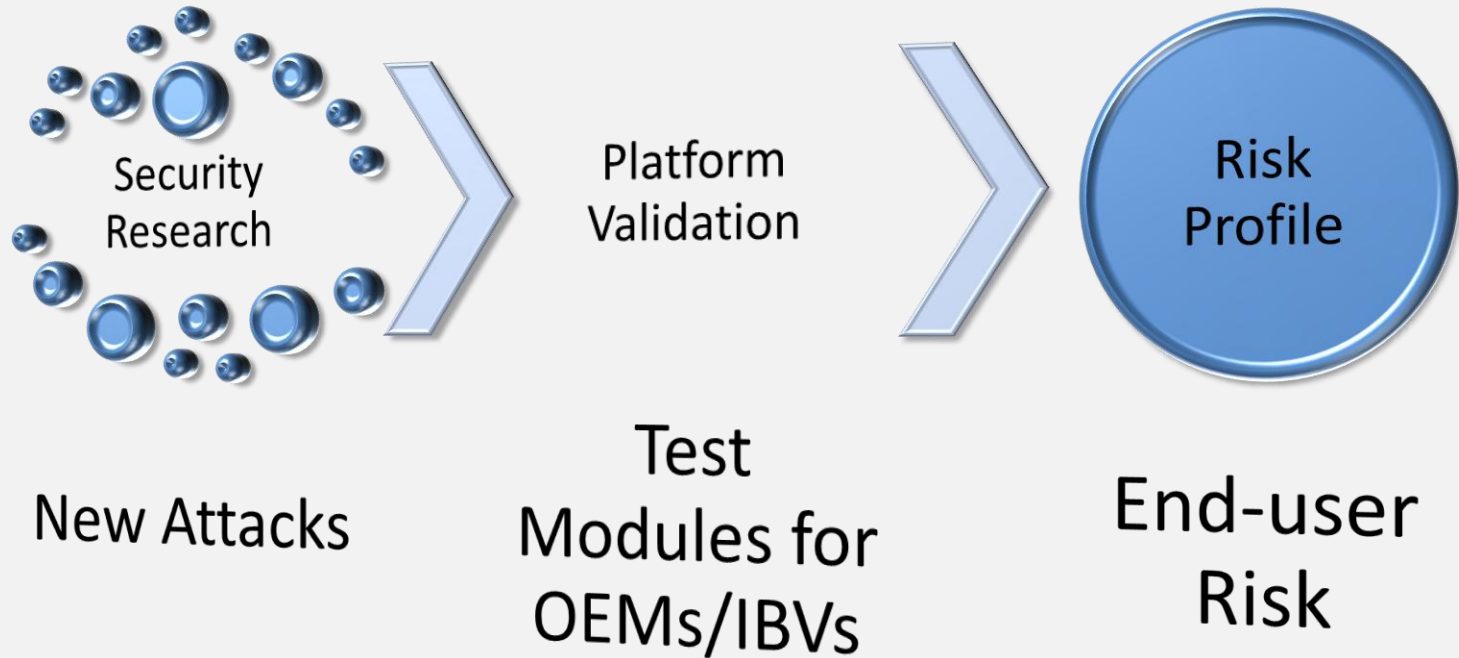 Security
Research
Platform
Validation
Risk
Profile
New Attacks
Test
Modules for
OEMs/IBVs
End-user
Risk